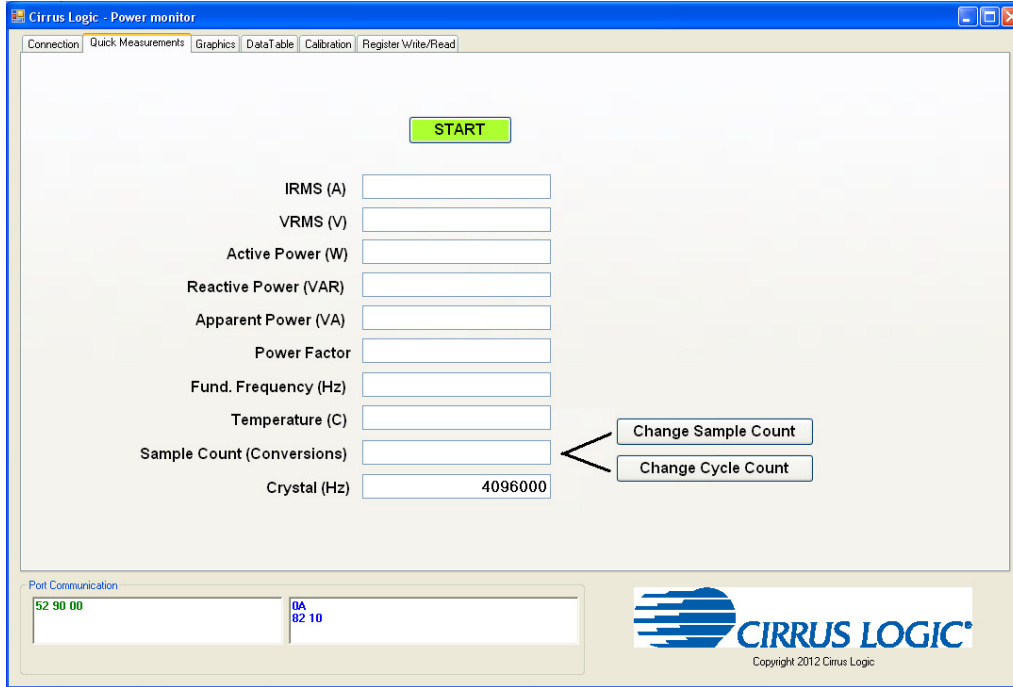 Cirrus Logic - Power monitor
Connection Quick Measurements Graphics DataTable Calibration Register Write/Read
START
IRMS (A)
VRMS (V)
Active Power (W)
Reactive Power (VAR)
Apparent Power (VA)
Power Factor
Fund. Frequency (Hz)
Temperature (C)
Sample Count (Conversions)
Change Sample Count
Change Cycle Count
Crystal (Hz) 4096000
Port Communication
52 90 00
0A
82 10
CIRRUS LOGIC®
Copyright 2012 Cirrus Logic